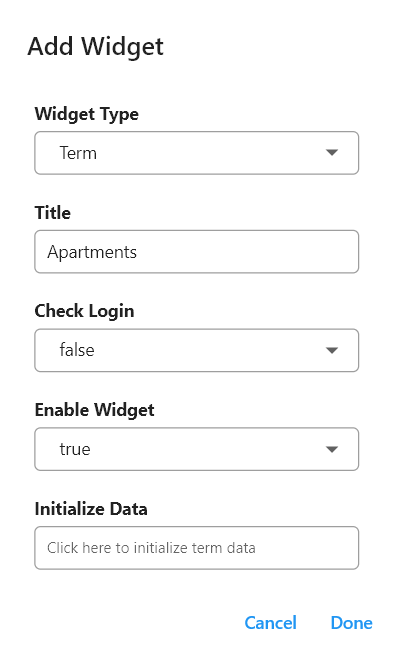 Add Widget
Widget Type
Term
Title
Apartments
Check Login
false
Enable Widget
true
Initialize Data
Click here to initialize term data
Cancel Done